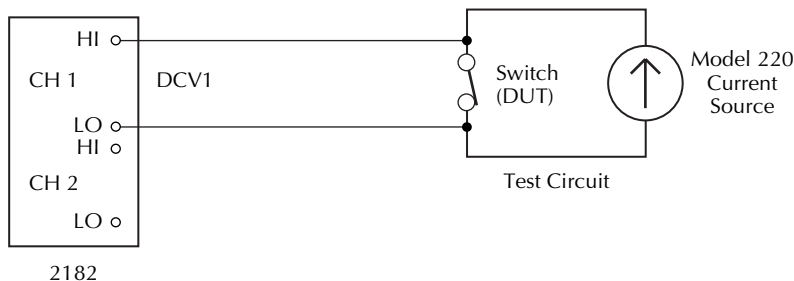 HI
CH 1
DCV1
LO
HI
CH 2
LO
2182
Switch
(DUT)
Model 220
Current
Source
Test Circuit